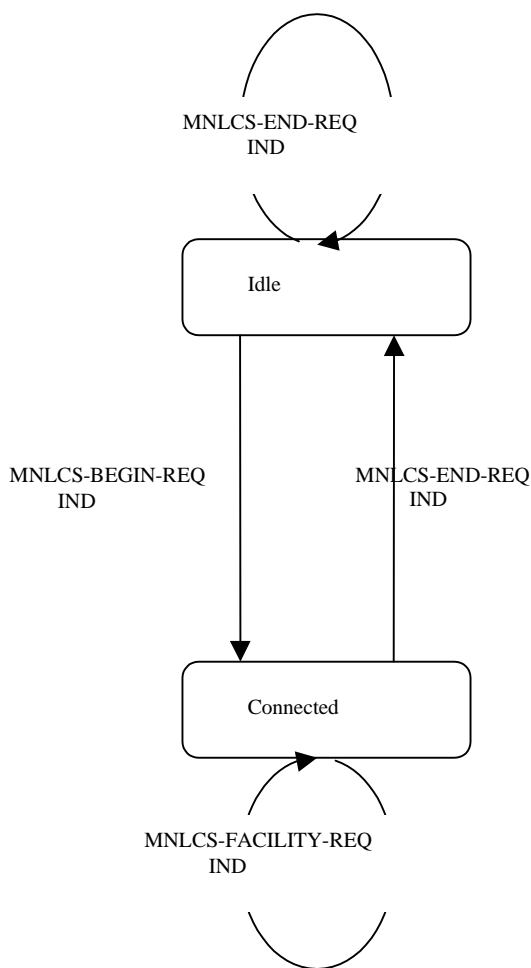 MNLCS-END-REQ
IND
Idle
MNLCS-BEGIN-REQ
IND
MNLCS-END-REQ
IND
Connected
MNLCS-FACILITY-REQ
IND